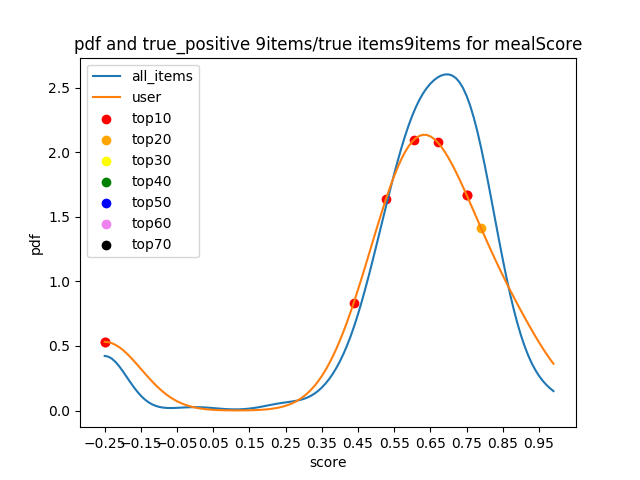 pdf and true_positive 9items/true items9items for mealScore
all_items
user
top10
top20
top30
top40
top50
top60
top70
pdf
2.5
2.0
1.5
1.0
0.5
0.0
−0.25 −0.15 −0.05 0.05 0.15 0.25 0.35 0.45 0.55 0.65 0.75 0.85 0.95
score